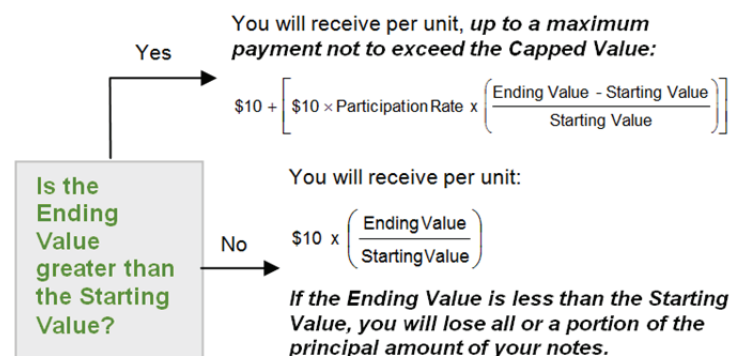 You will receive per unit, up to a maximum
payment not to exceed the Capped Value:
Yes
$10 + [ $10 × Participation Rate x ( Ending Value - Starting Value / Starting Value ) ]
Is the
Ending
Value
greater than
the Starting
Value?
No
You will receive per unit:
$10 x ( Ending Value / Starting Value )
If the Ending Value is less than the Starting
Value, you will lose all or a portion of the
principal amount of your notes.